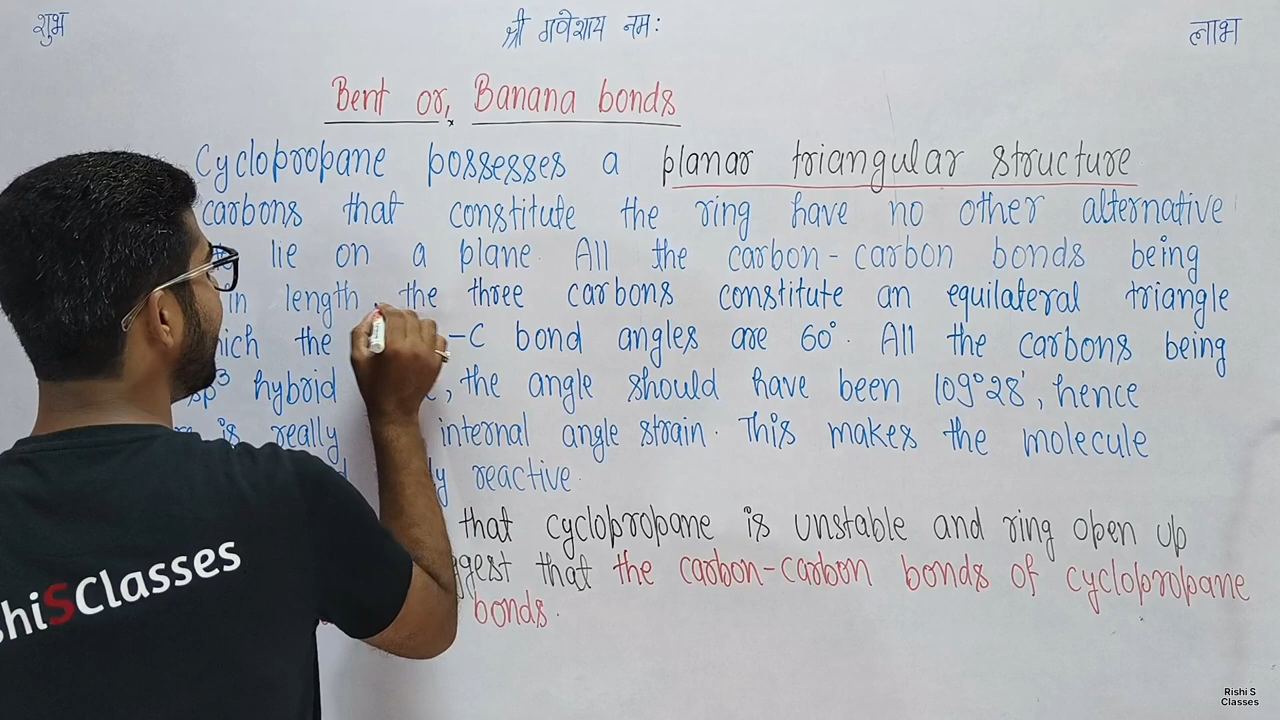 शुभ
श्री गणेशाय नमः
लाभ
Bent or, Banana bonds
Cyclopropane possesses a planar triangular structure
carbons that constitute the ring have no other alternative
lie on a plane. All the carbon-carbon bonds being
in length, the three carbons constitute an equilateral triangle
the -C bond angles are 60°. All the carbons being
sp³ hybrid, the angle should have been 109°28', hence
is really internal angle strain. This makes the molecule
reactive.
that cyclopropane is unstable and ring open up
that the carbon-carbon bonds of cyclopropane
bonds.
hiSClasses
Rishi S
Classes